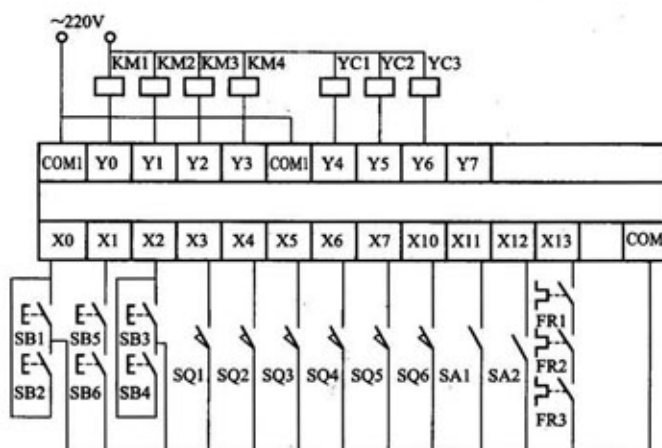 ~220V
KM1 KM2 KM3 KM4 YC1 YC2 YC3
COM1 Y0 Y1 Y2 Y3 COM1 Y4 Y5 Y6 Y7
X0 X1 X2 X3 X4 X5 X6 X7 X10 X11 X12 X13 COM
FR1
SB1 SB5 SB3
SQ1 SQ2 SQ3 SQ4 SQ5 SQ6 SA1 SA2 FR2
SB2 SB6 SB4
FR3